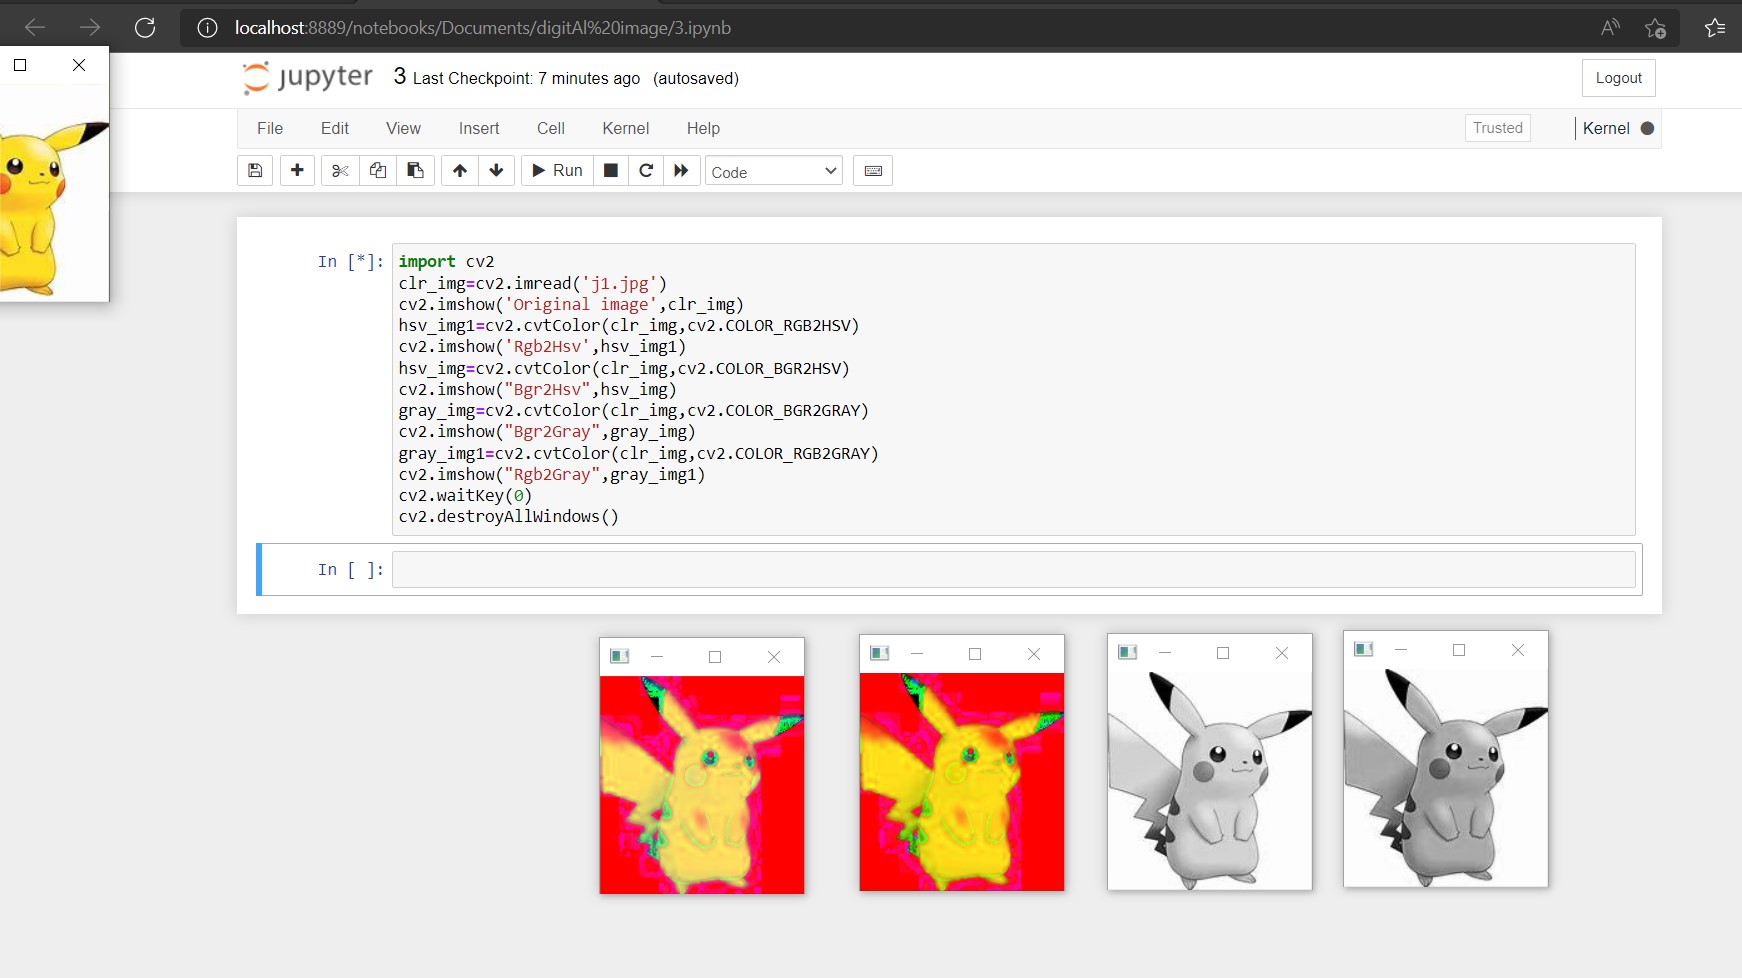 localhost:8889/notebooks/Documents/digitAl%20image/3.ipynb
jupyter 3 Last Checkpoint: 7 minutes ago (autosaved)
Logout
File Edit View Insert Cell Kernel Help
Trusted
Kernel
Run
Code
In [*]:
import cv2
clr_img=cv2.imread('j1.jpg')
cv2.imshow('Original image',clr_img)
hsv_img1=cv2.cvtColor(clr_img,cv2.COLOR_RGB2HSV)
cv2.imshow('Rgb2Hsv',hsv_img1)
hsv_img=cv2.cvtColor(clr_img,cv2.COLOR_BGR2HSV)
cv2.imshow("Bgr2Hsv",hsv_img)
gray_img=cv2.cvtColor(clr_img,cv2.COLOR_BGR2GRAY)
cv2.imshow("Bgr2Gray",gray_img)
gray_img1=cv2.cvtColor(clr_img,cv2.COLOR_RGB2GRAY)
cv2.imshow("Rgb2Gray",gray_img1)
cv2.waitKey(0)
cv2.destroyAllWindows()
In [ ]: